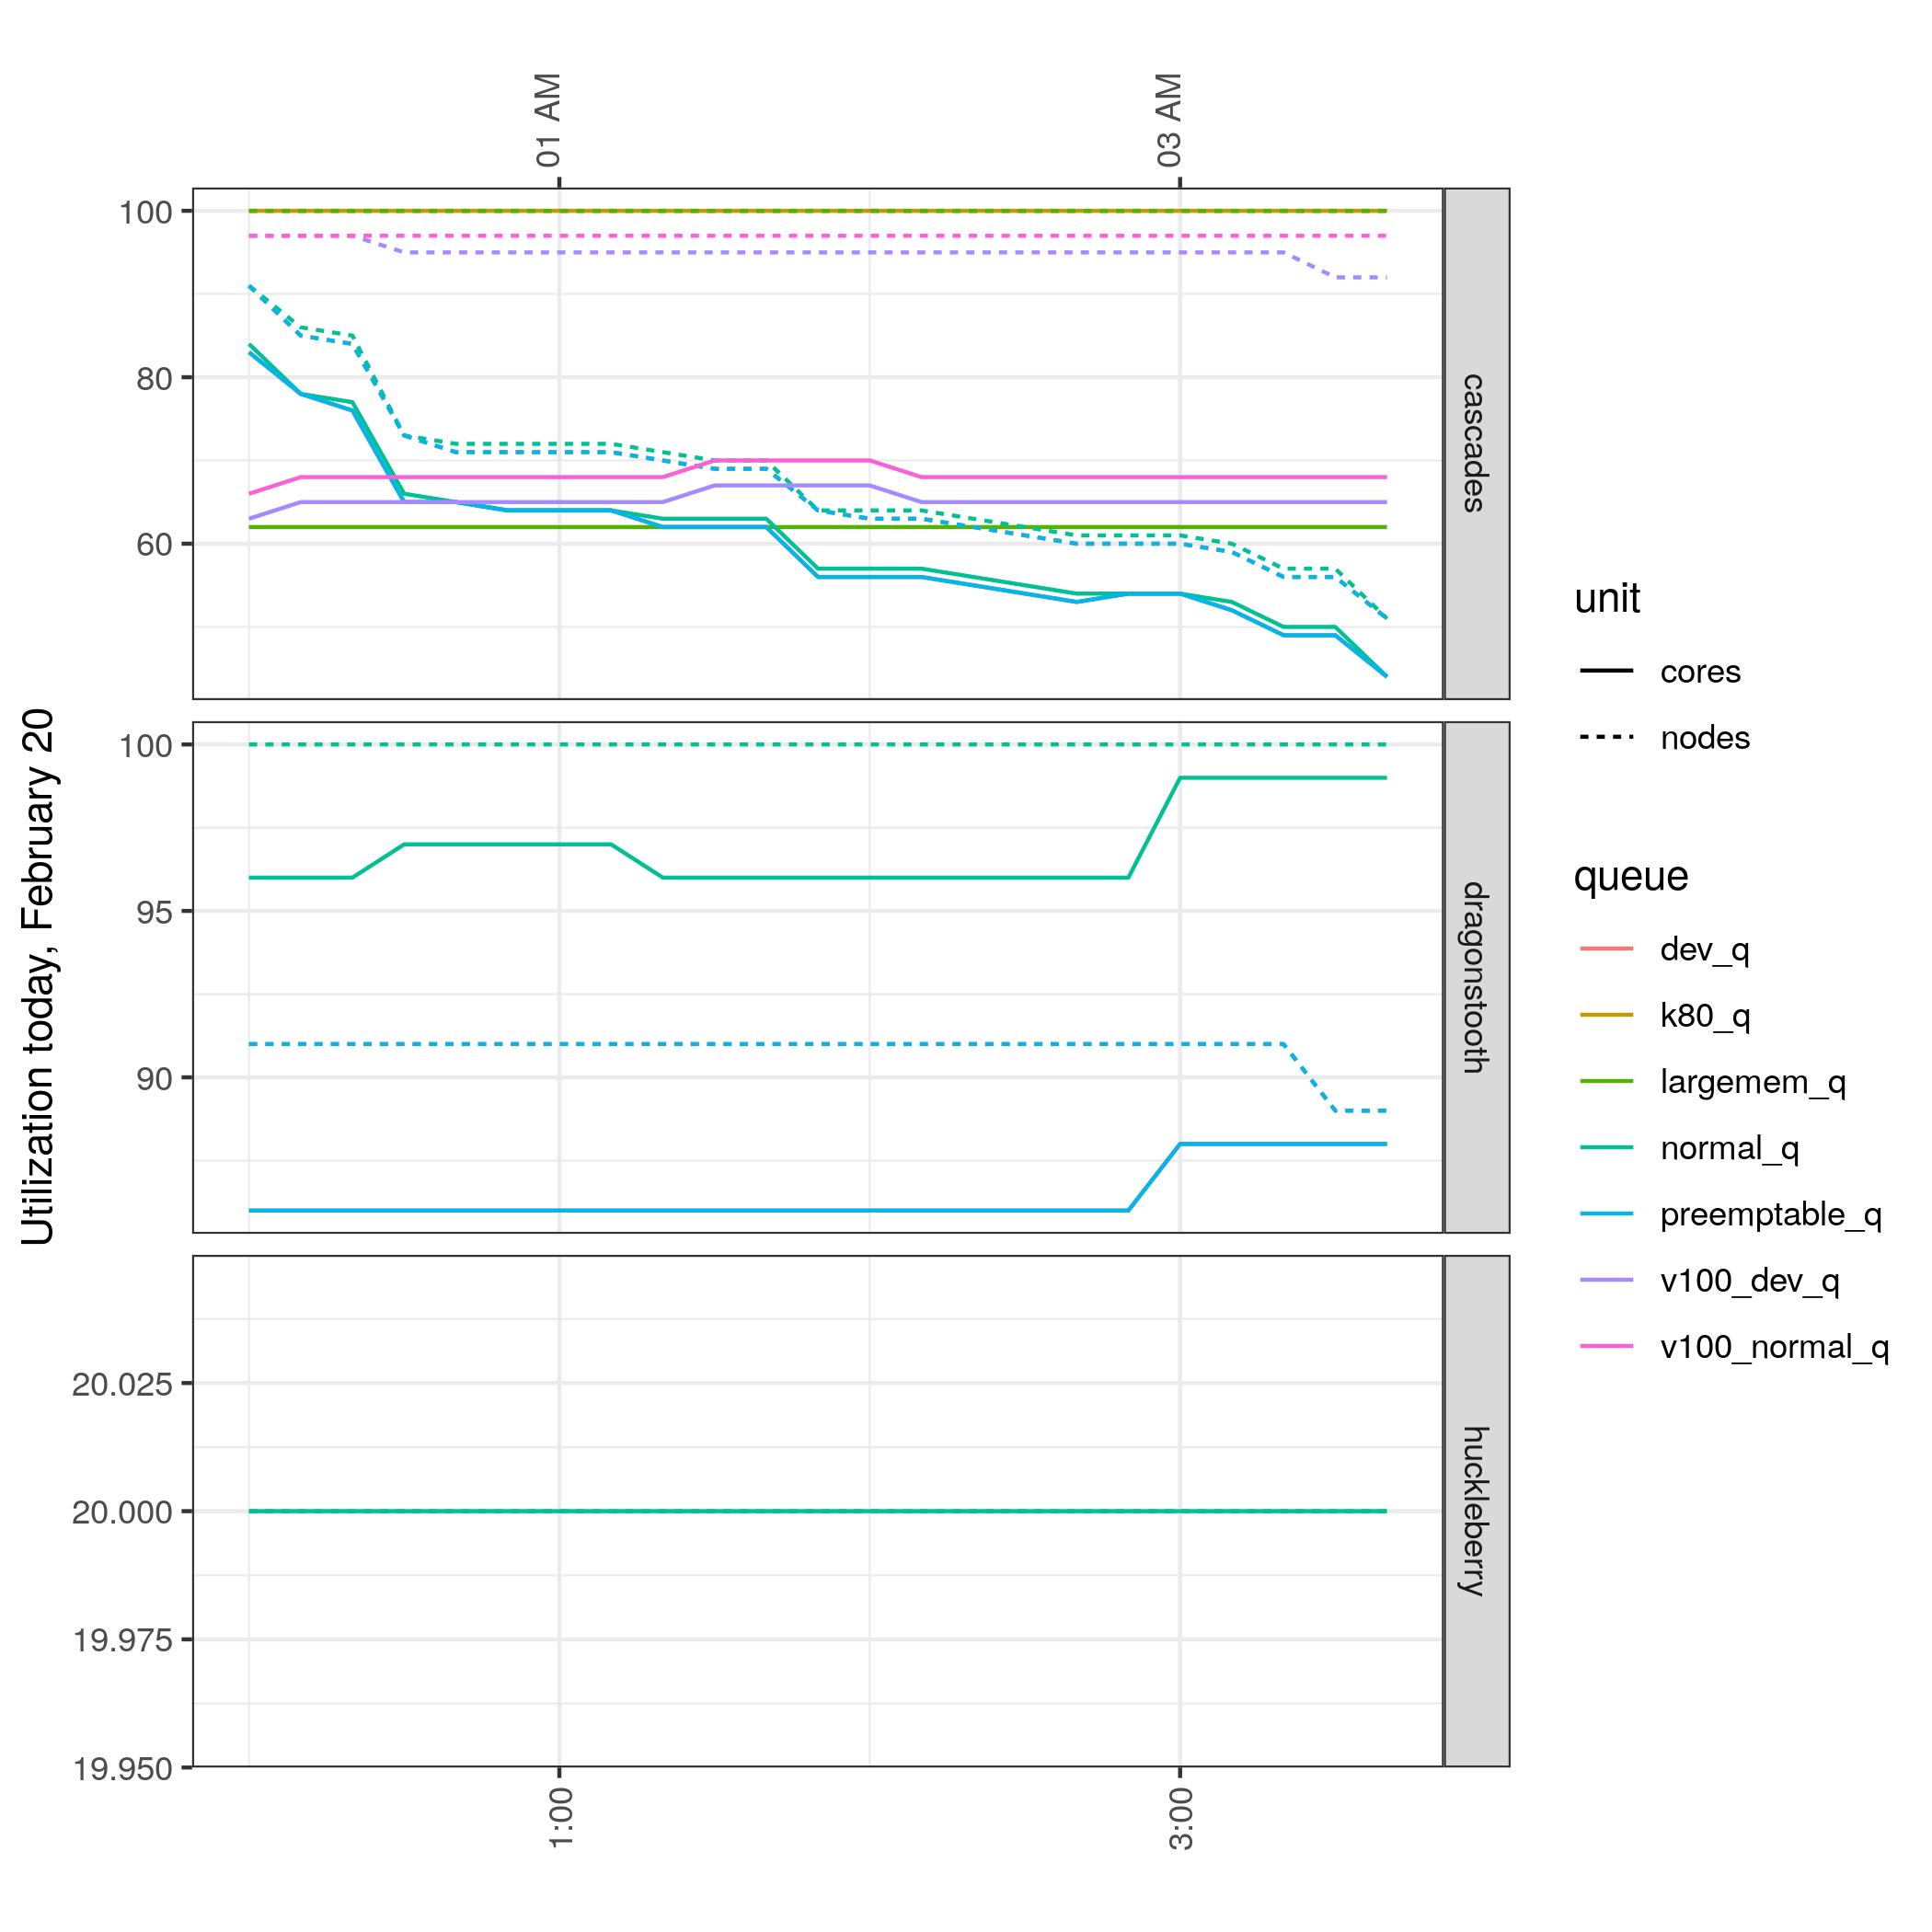 01 AM
03 AM
Utilization today, February 20
100
80
60
cascades
100
95
90
dragonstooth
20.025
20.000
19.975
19.950
huckleberry
1:00
3:00
unit
cores
nodes
queue
dev_q
k80_q
largemem_q
normal_q
preemptable_q
v100_dev_q
v100_normal_q